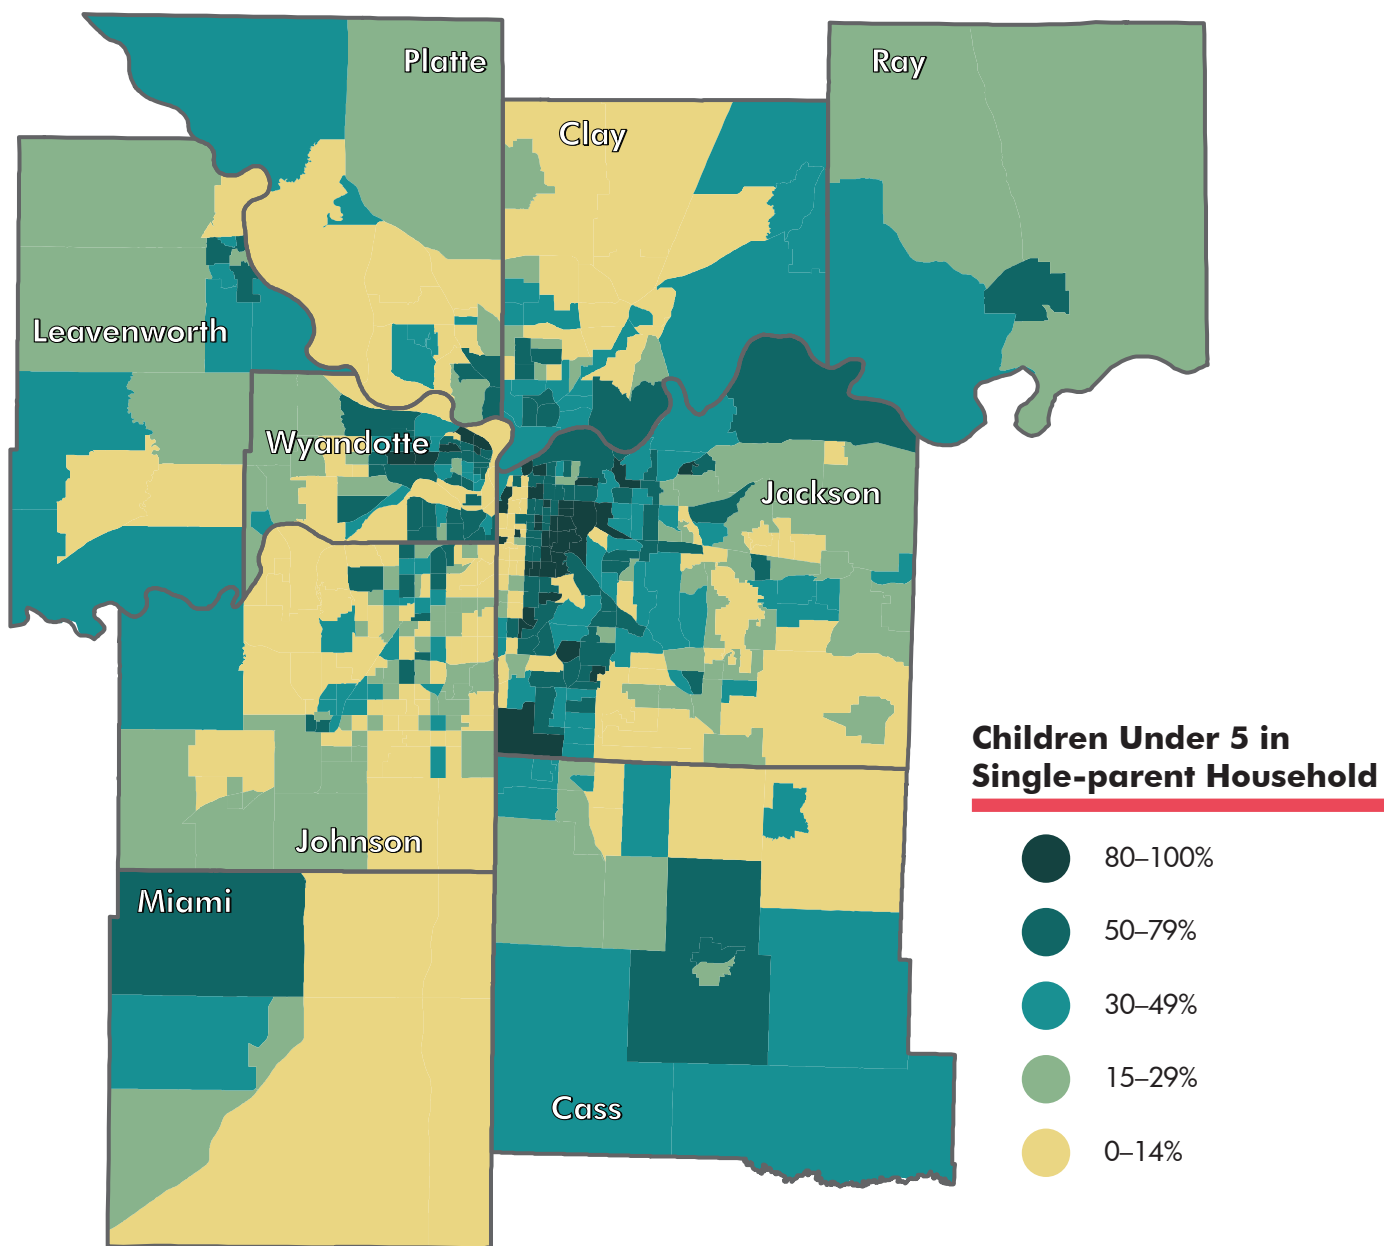 Platte
Ray
Clay
Leavenworth
Wyandotte
Jackson
Children Under 5 in
Single-parent Household
Johnson
80–100%
Miami
50–79%
30–49%
15–29%
Cass
0–14%